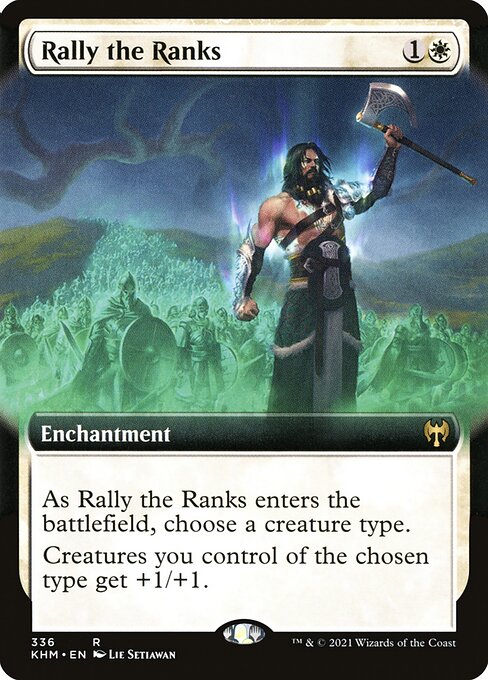 Rally the Ranks 1
Enchantment
As Rally the Ranks enters the
battlefield, choose a creature type.
Creatures you control of the chosen
type get +1/+1.
336 R
KHM • EN Lie Setiawan
™ & © 2021 Wizards of the Coast